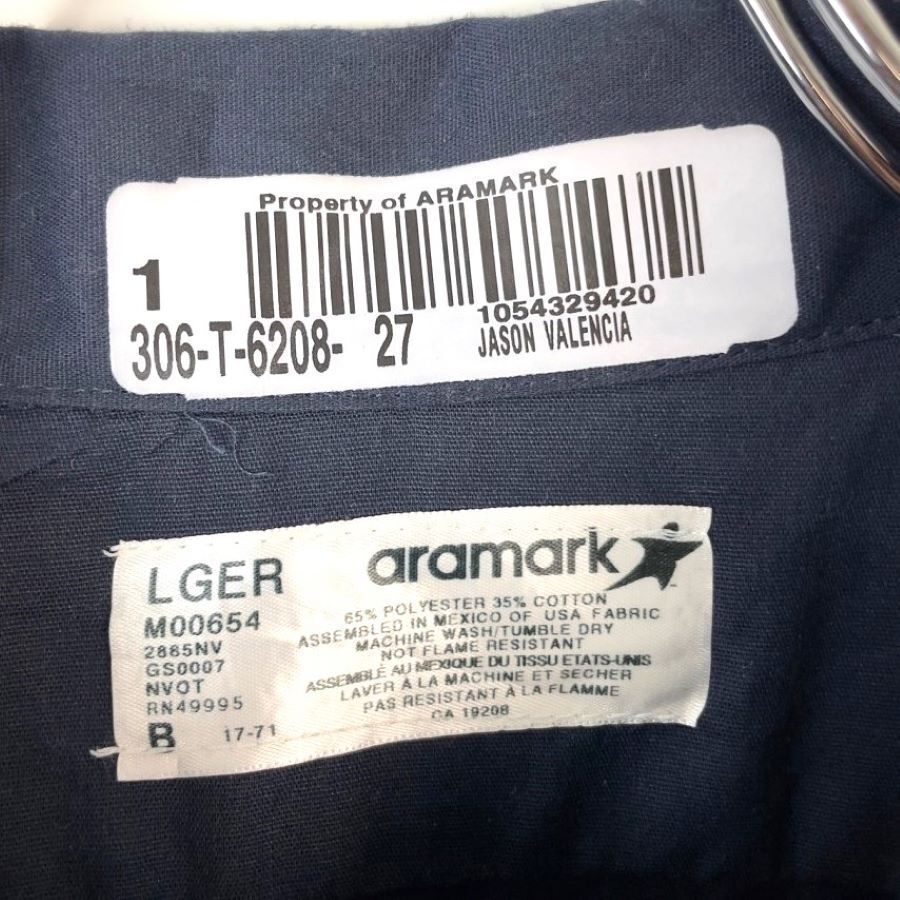 Property of ARAMARK
1
1054329420
306-T-6208- 27
JASON VALENCIA
LGER
aramark
M00654
2885NV
GS0007
NVOT
RN49995
B 17-71
65% POLYESTER 35% COTTON
ASSEMBLED IN MEXICO OF USA FABRIC
MACHINE WASH/TUMBLE DRY
NOT FLAME RESISTANT
ASSEMBLÉ AU MEXIQUE DU TISSU ETATS-UNIS
LAVER À LA MACHINE ET SECHER
PAS RESISTANT À LA FLAMME
CA 19208